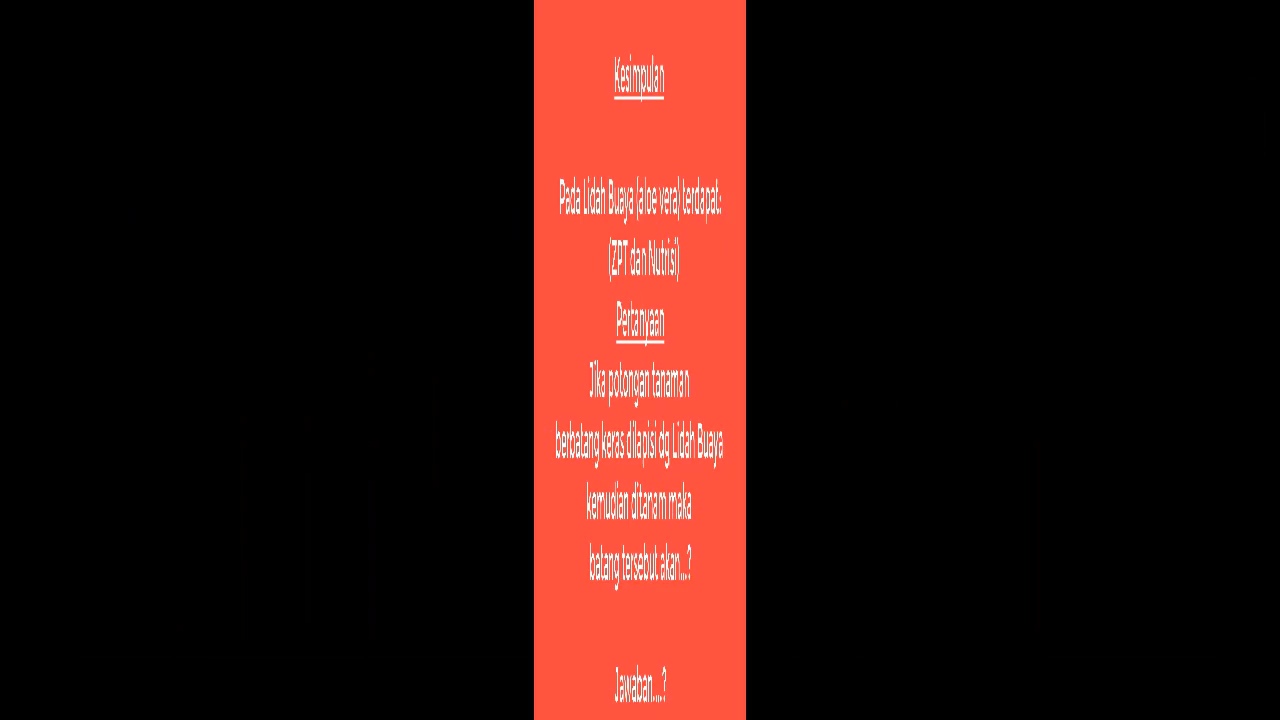 Kesimpulan
Pada Lidah Buaya (aloe vera) terdapat:
(ZPT dan Nutrisi)
Pertanyaan
Jika potongan tanaman
berbatang keras dilapisi dg Lidah Buaya
kemudian ditanam maka
batang tersebut akan...?
Jawaban....?